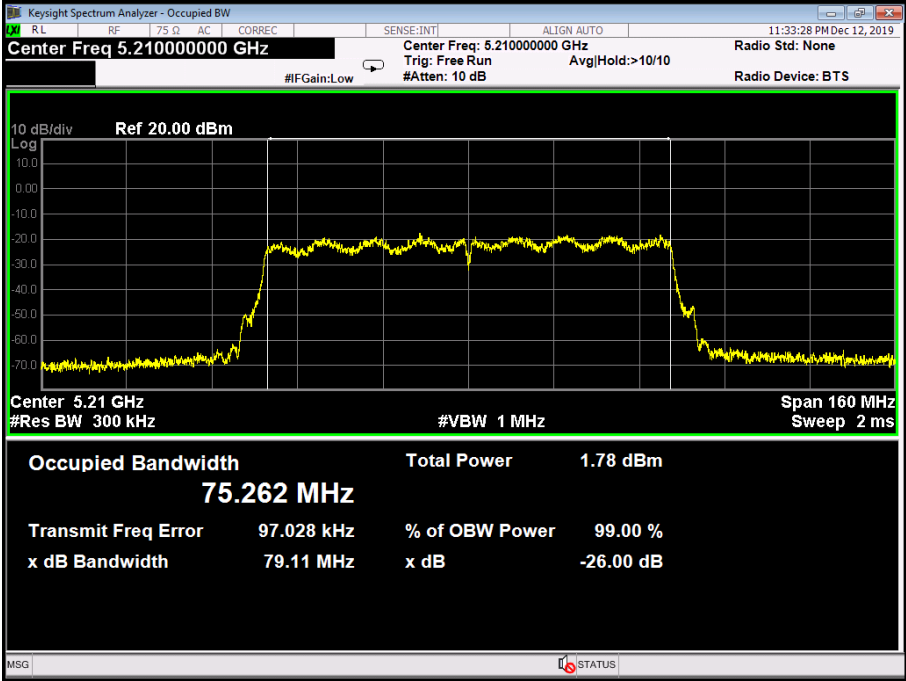 Keysight Spectrum Analyzer - Occupied BW
LXI RL RF 75 Ω AC CORREC SENSE:INT ALIGN AUTO 11:33:28 PM Dec 12, 2019
Center Freq 5.210000000 GHz Center Freq: 5.210000000 GHz Radio Std: None
Trig: Free Run Avg|Hold:>10/10
#IFGain:Low #Atten: 10 dB Radio Device: BTS
10 dB/div Ref 20.00 dBm
Log
10.0
0.00
-10.0
-20.0
-30.0
-40.0
-50.0
-60.0
-70.0
Center 5.21 GHz Span 160 MHz
#Res BW 300 kHz #VBW 1 MHz Sweep 2 ms
Occupied Bandwidth Total Power 1.78 dBm
75.262 MHz
Transmit Freq Error 97.028 kHz % of OBW Power 99.00 %
x dB Bandwidth 79.11 MHz x dB -26.00 dB
MSG STATUS